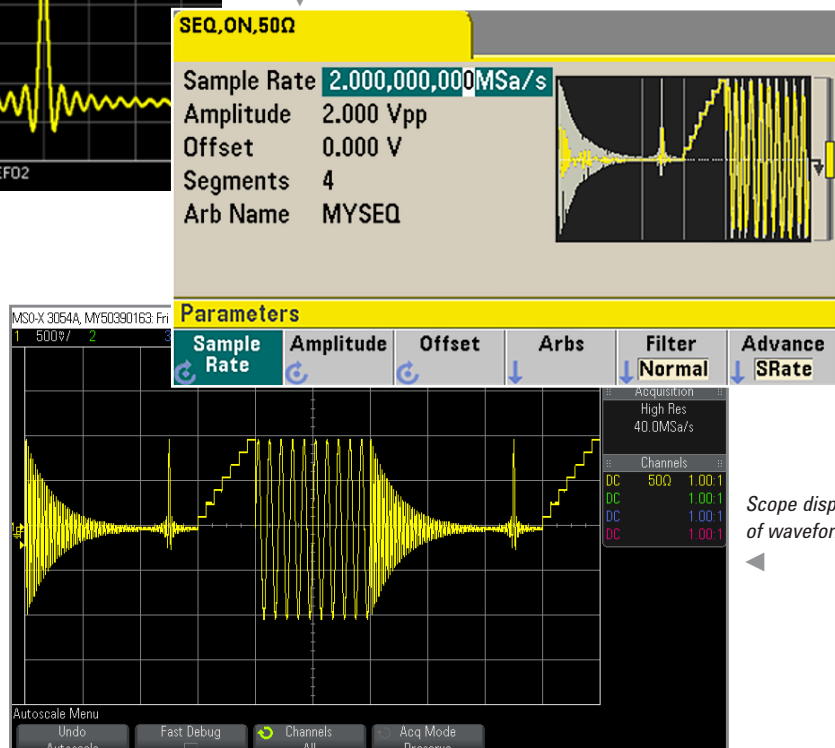 EF02
SEQ,ON,50Ω
Sample Rate 2.000,000,000MSa/s
Amplitude 2.000 Vpp
Offset 0.000 V
Segments 4
Arb Name MYSEQ
Parameters
Sample Rate
Amplitude
Offset
Arbs
Filter
Normal
Advance
SRate
MSO-X 3054A, MY50390163: Fri
1 500V/ 2 3
Acquisition
High Res
40.0MSa/s
Channels
DC 50Ω 1.00:1
DC 1.00:1
DC 1.00:1
DC 1.00:1
Scope disp
of wavefor
Autoscale Menu
Undo
Autoscale
Fast Debug
Channels
All
Acq Mode
Preserve